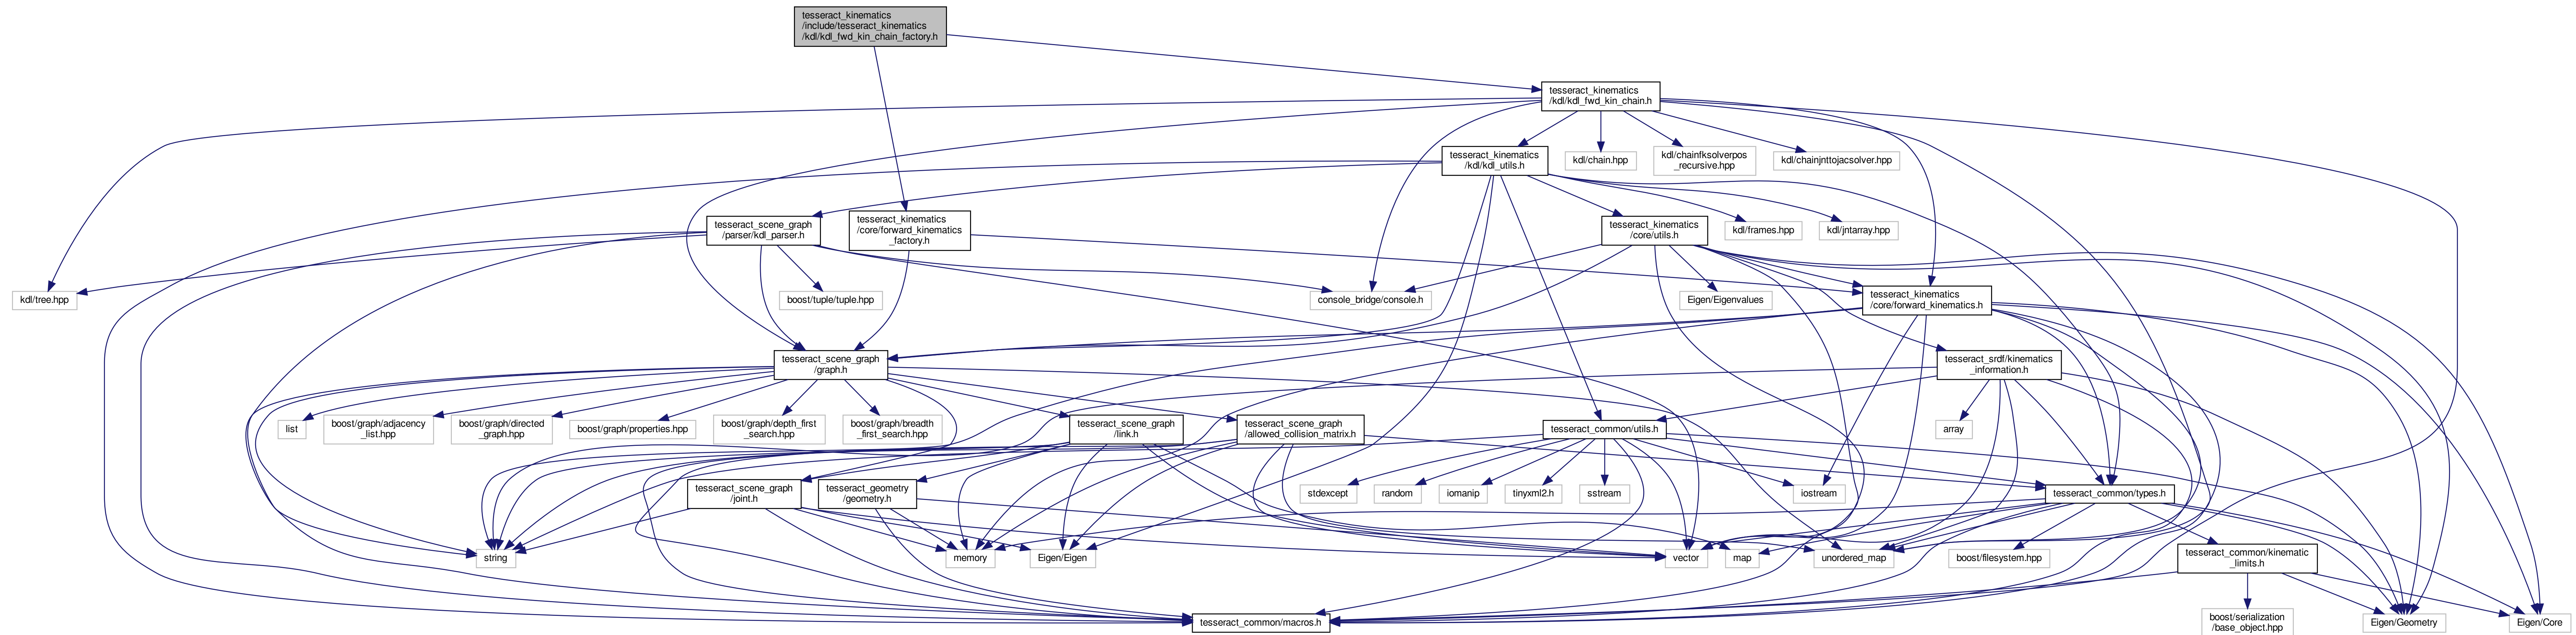 tesseract_kinematics
/include/tesseract_kinematics
/kdl/kdl_fwd_kin_chain_factory.h
tesseract_kinematics
/kdl/kdl_fwd_kin_chain.h
tesseract_kinematics
/kdl/kdl_utils.h
kdl/chain.hpp
kdl/chainfksolverpos
_recursive.hpp
kdl/chainjnttojacsolver.hpp
tesseract_scene_graph
/parser/kdl_parser.h
tesseract_kinematics
/core/forward_kinematics
_factory.h
tesseract_kinematics
/core/utils.h
kdl/frames.hpp
kdl/jntarray.hpp
kdl/tree.hpp
boost/tuple/tuple.hpp
console_bridge/console.h
Eigen/Eigenvalues
tesseract_kinematics
/core/forward_kinematics.h
tesseract_scene_graph
/graph.h
tesseract_srdf/kinematics
_information.h
list
boost/graph/adjacency
_list.hpp
boost/graph/directed
_graph.hpp
boost/graph/properties.hpp
boost/graph/depth_first
_search.hpp
boost/graph/breadth
_first_search.hpp
tesseract_scene_graph
/link.h
tesseract_scene_graph
/allowed_collision_matrix.h
tesseract_common/utils.h
array
tesseract_scene_graph
/joint.h
tesseract_geometry
/geometry.h
stdexcept
random
iomanip
tinyxml2.h
sstream
iostream
tesseract_common/types.h
string
memory
Eigen/Eigen
vector
map
unordered_map
boost/filesystem.hpp
tesseract_common/kinematic
_limits.h
tesseract_common/macros.h
boost/serialization
/base_object.hpp
Eigen/Geometry
Eigen/Core